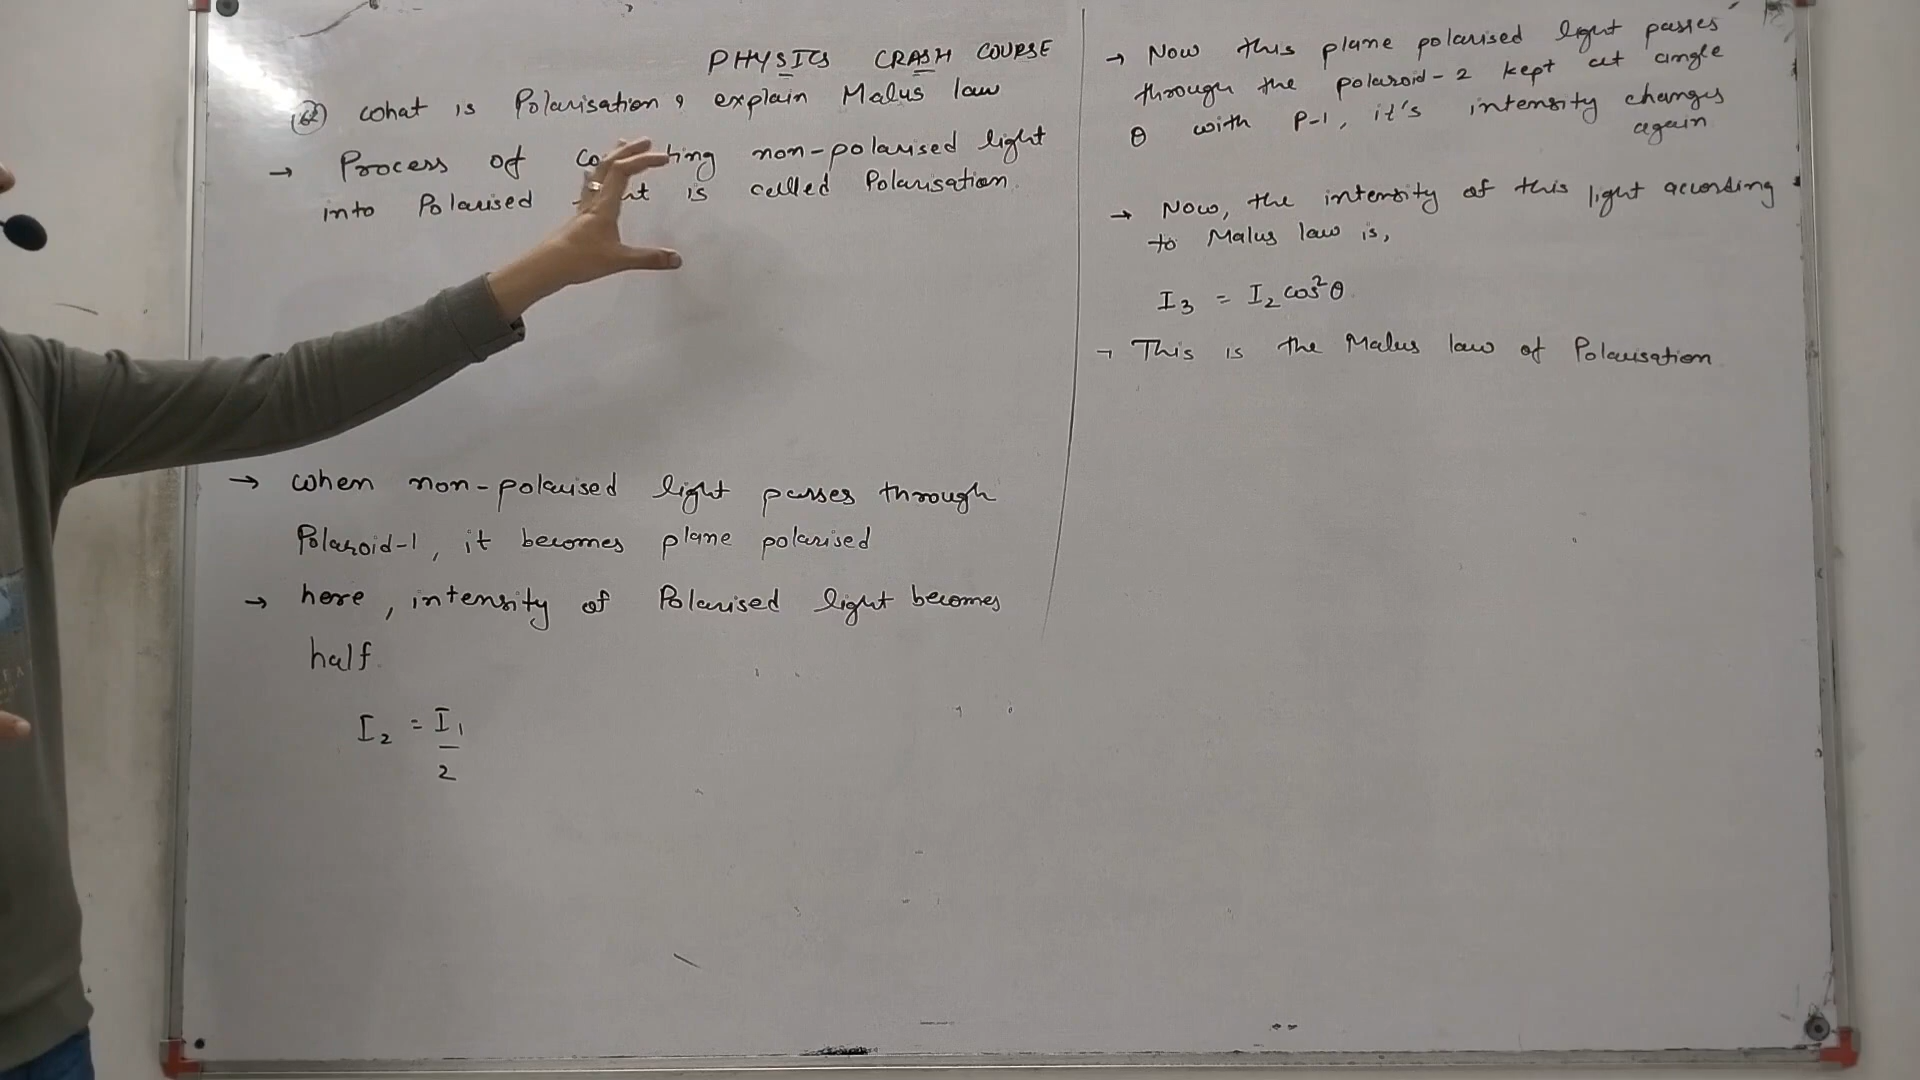 PHYSICS CRASH COURSE
What is Polarisation, explain Malus law
→ Process of non-polarised light
into Polarised is called Polarisation.
→ when non-polarised light passes through
Polaroid-1, it becomes plane polarised
→ here, intensity of Polarised light becomes
half.
I₂ = I₁/2
→ Now this plane polarised light passes
through the polaroid-2 kept at angle
θ with P-1, it's intensity changes
again
→ Now, the intensity of this light according
to Malus law is,
I₃ = I₂ cos²θ.
→ This is the Malus law of Polarisation